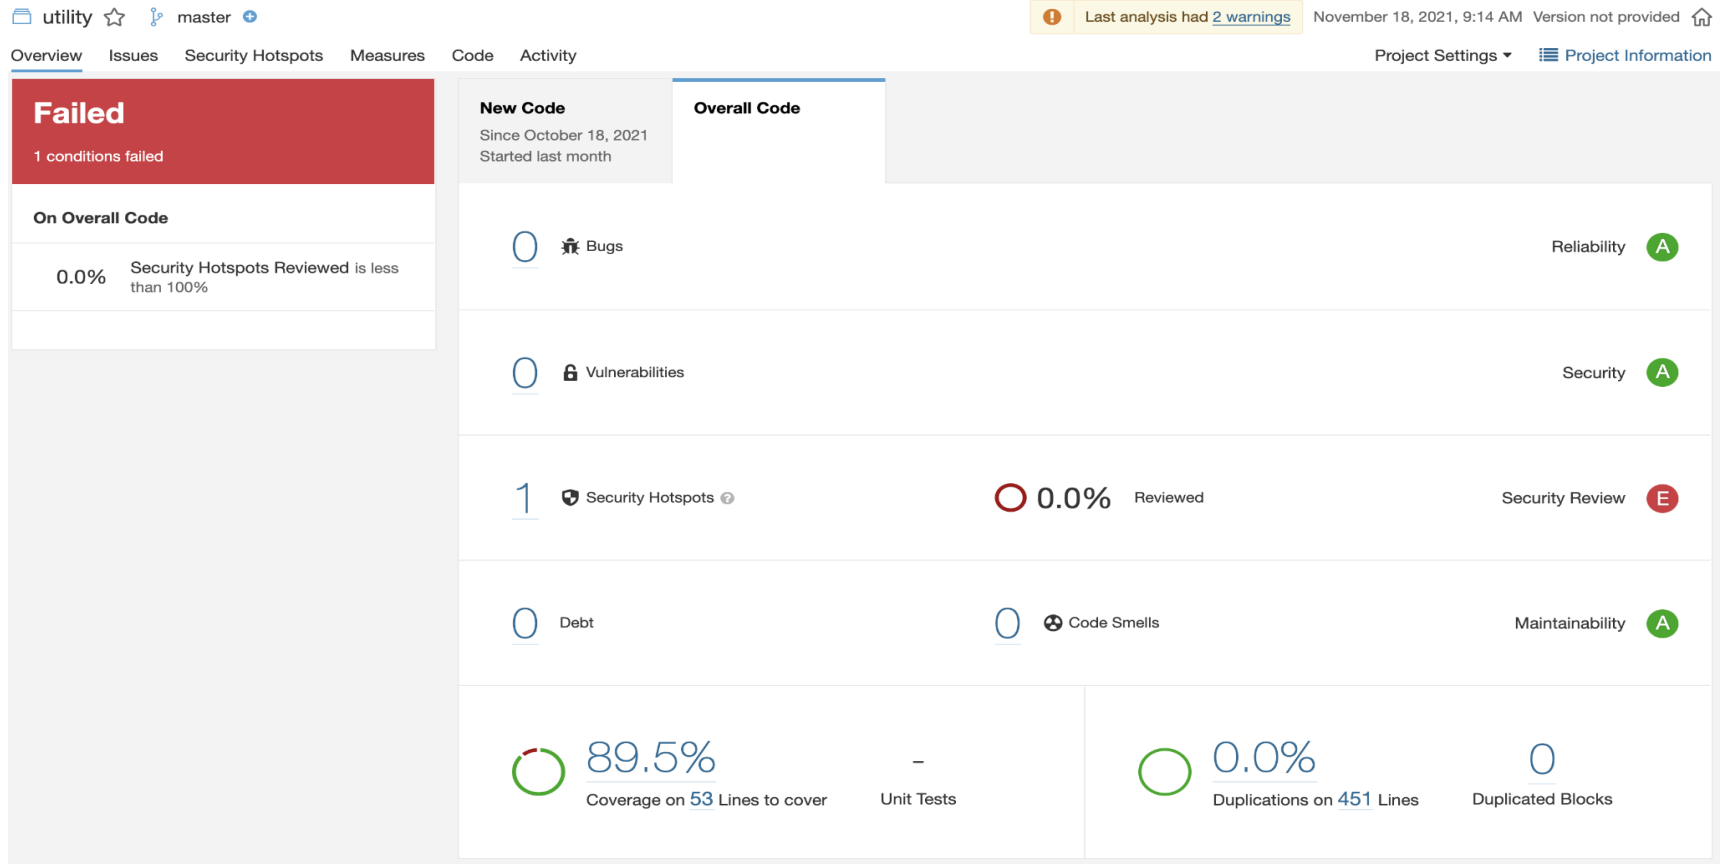 utility master
Last analysis had 2 warnings November 18, 2021, 9:14 AM Version not provided
Overview Issues Security Hotspots Measures Code Activity
Project Settings Project Information
Failed
1 conditions failed
On Overall Code
0.0% Security Hotspots Reviewed is less
than 100%
New Code
Since October 18, 2021
Started last month
Overall Code
0 Bugs Reliability A
0 Vulnerabilities Security A
1 Security Hotspots ? 0.0% Reviewed Security Review E
0 Debt 0 Code Smells Maintainability A
89.5%
Coverage on 53 Lines to cover
–
Unit Tests
0.0%
Duplications on 451 Lines
0
Duplicated Blocks